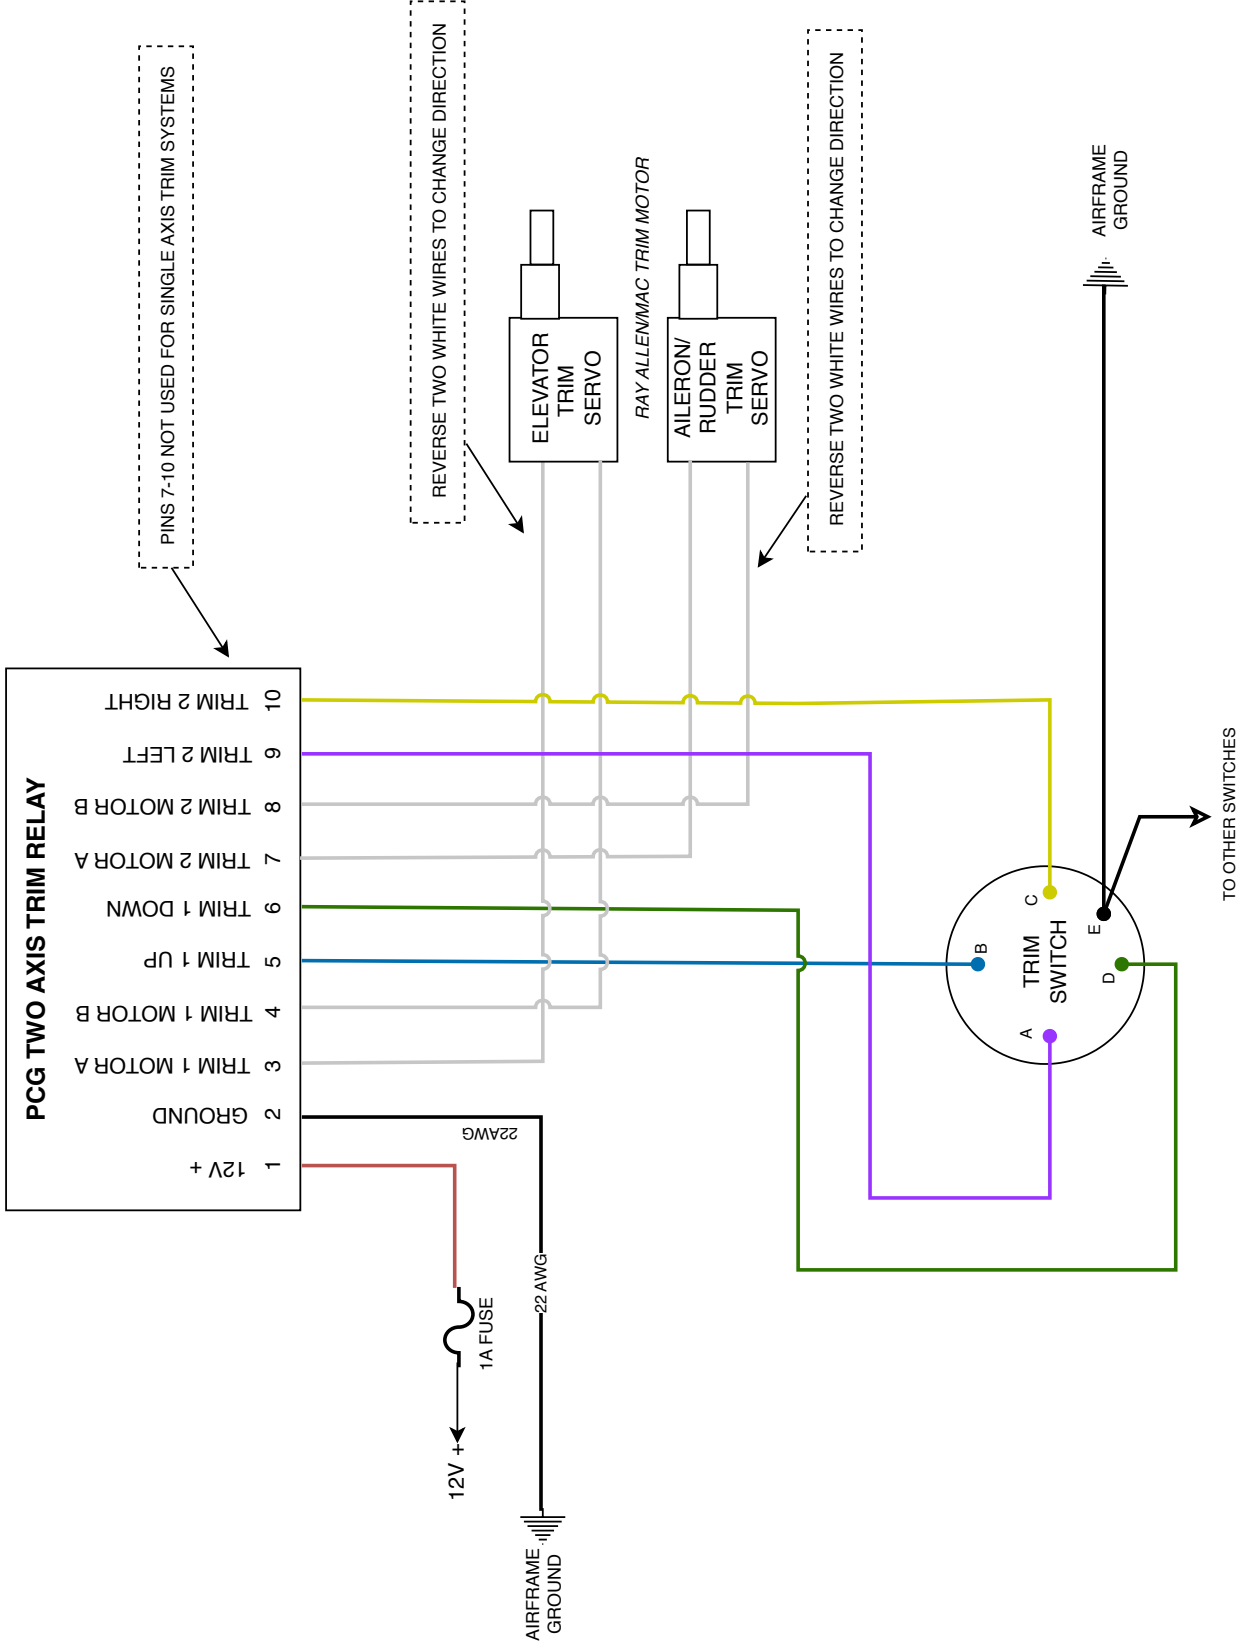 PINS 7-10 NOT USED FOR SINGLE AXIS TRIM SYSTEMS
REVERSE TWO WHITE WIRES TO CHANGE DIRECTION
REVERSE TWO WHITE WIRES TO CHANGE DIRECTION
PCG TWO AXIS TRIM RELAY
12V + 1
GROUND 2
TRIM 1 MOTOR A 3
TRIM 1 MOTOR B 4
TRIM 1 UP 5
TRIM 1 DOWN 6
TRIM 2 MOTOR A 7
TRIM 2 MOTOR B 8
TRIM 2 LEFT 9
TRIM 2 RIGHT 10
ELEVATOR
TRIM
SERVO
RAY ALLEN/MAC TRIM MOTOR
AILERON/
RUDDER
TRIM
SERVO
22AWG
22 AWG
1A FUSE
12V +
AIRFRAME
GROUND
TRIM
SWITCH
A
B
C
D
E
AIRFRAME
GROUND
TO OTHER SWITCHES